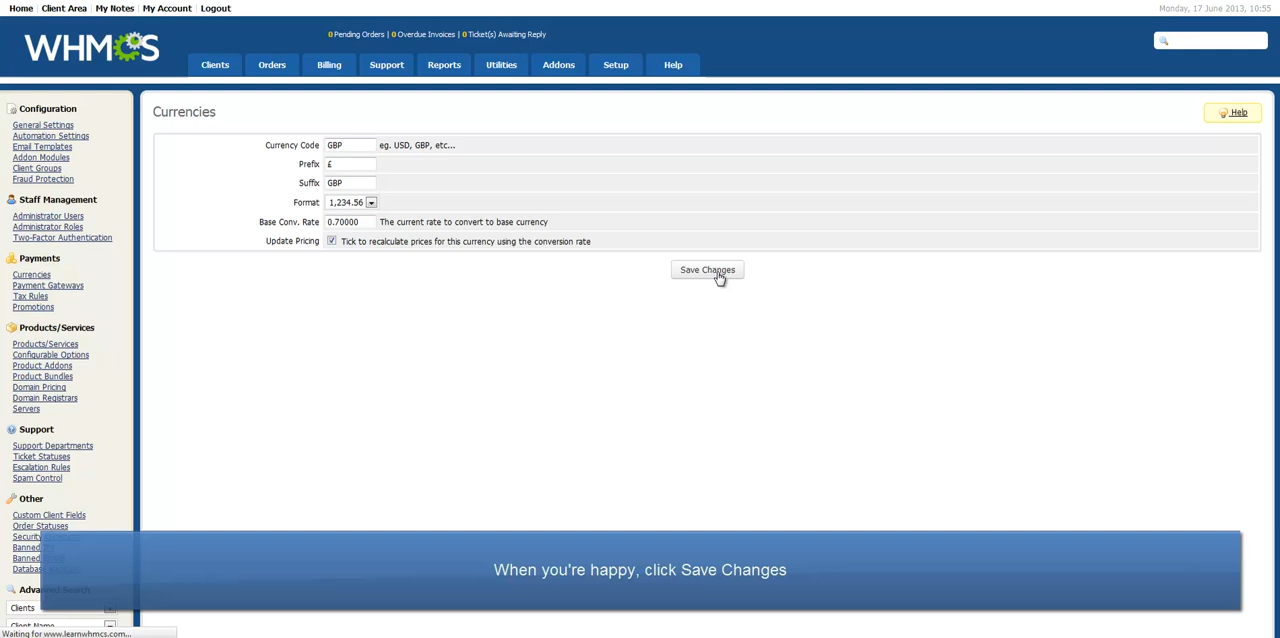 Home | Client Area | My Notes | My Account | Logout
Monday, 17 June 2013, 10:55
WHMCS
0 Pending Orders | 0 Overdue Invoices | 0 Ticket(s) Awaiting Reply
Clients Orders Billing Support Reports Utilities Addons Setup Help
Configuration
General Settings
Automation Settings
Email Templates
Addon Modules
Client Groups
Fraud Protection
Staff Management
Administrator Users
Administrator Roles
Two-Factor Authentication
Payments
Currencies
Payment Gateways
Tax Rules
Promotions
Products/Services
Products/Services
Configurable Options
Product Addons
Product Bundles
Domain Pricing
Domain Registrars
Servers
Support
Support Departments
Ticket Statuses
Escalation Rules
Spam Control
Other
Custom Client Fields
Order Statuses
Security
Banned
Banned
Advanced Search
Clients
Client Name
Waiting for www.learnwhmcs.com...
Currencies
Help
Currency Code GBP eg. USD, GBP, etc...
Prefix £
Suffix GBP
Format 1,234.56
Base Conv. Rate 0.70000 The current rate to convert to base currency
Update Pricing Tick to recalculate prices for this currency using the conversion rate
Save Changes
When you're happy, click Save Changes